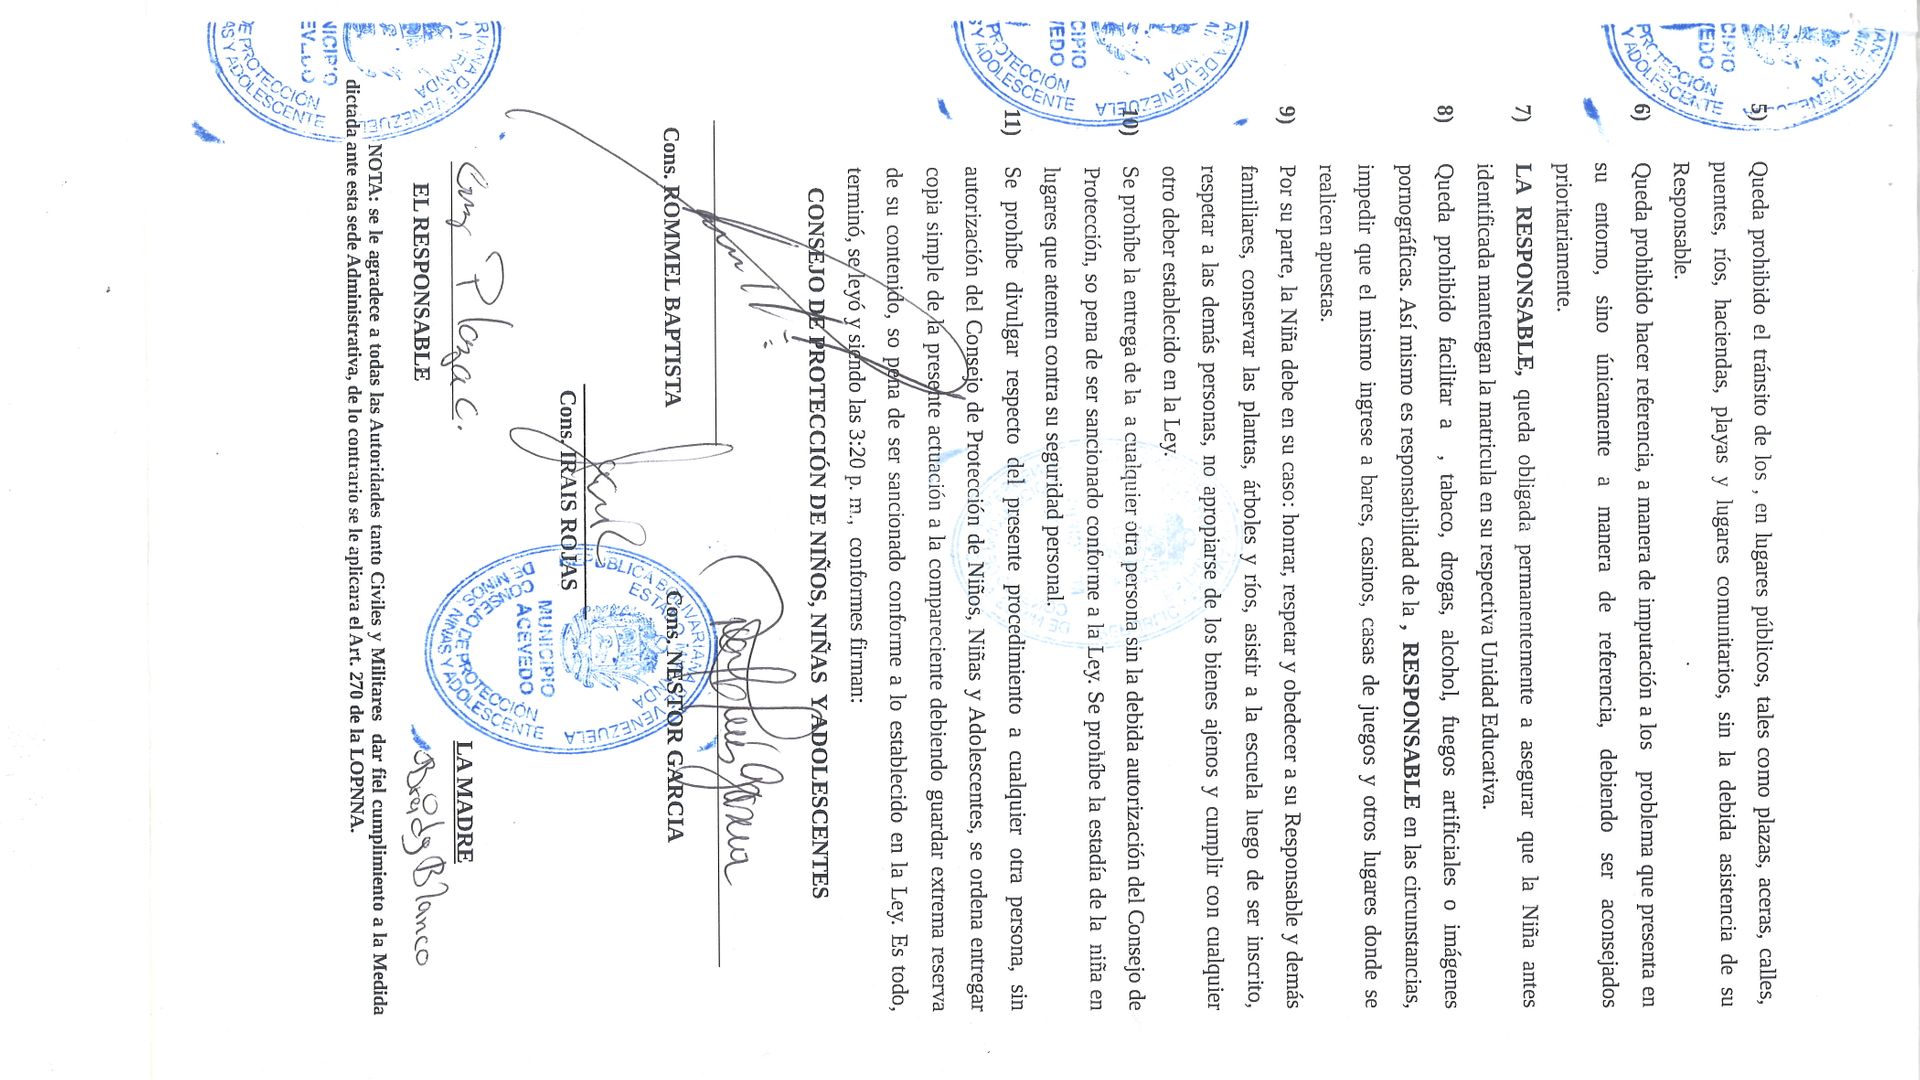 5) Queda prohibido el tránsito de los , en lugares públicos, tales como plazas, aceras, calles,
puentes, ríos, haciendas, playas y lugares comunitarios, sin la debida asistencia de su
Responsable.
6) Queda prohibido hacer referencia, a manera de imputación a los problema que presenta en
su entorno, sino únicamente a manera de referencia, debiendo ser aconsejados
prioritariamente.
7) LA RESPONSABLE, queda obligada permanentemente a asegurar que la Niña antes
identificada mantengan la matricula en su respectiva Unidad Educativa.
8) Queda prohibido facilitar a , tabaco, drogas, alcohol, fuegos artificiales o imágenes
pornográficas. Así mismo es responsabilidad de la , RESPONSABLE en las circunstancias,
impedir que el mismo ingrese a bares, casinos, casas de juegos y otros lugares donde se
realicen apuestas.
9) Por su parte, la Niña debe en su caso: honrar, respetar y obedecer a su Responsable y demás
familiares, conservar las plantas, árboles y ríos, asistir a la escuela luego de ser inscrito,
respetar a las demás personas, no apropiarse de los bienes ajenos y cumplir con cualquier
otro deber establecido en la Ley.
10) Se prohíbe la entrega de la a cualquier otra persona sin la debida autorización del Consejo de
Protección, so pena de ser sancionado conforme a la Ley. Se prohíbe la estadía de la niña en
lugares que atenten contra su seguridad personal.
11) Se prohíbe divulgar respecto del presente procedimiento a cualquier otra persona, sin
autorización del Consejo de Protección de Niños, Niñas y Adolescentes, se ordena entregar
copia simple de la presente actuación a la compareciente debiendo guardar extrema reserva
de su contenido, so pena de ser sancionado conforme a lo establecido en la Ley. Es todo,
terminó, se leyó y siendo las 3:20 p. m., conformes firman:
CONSEJO DE PROTECCIÓN DE NIÑOS, NIÑAS Y ADOLESCENTES
Cons. ROMMEL BAPTISTA
Cons. NESTOR GARCIA
Cons. IRAIS ROJAS
REPÚBLICA BOLIVARIANA DE VENEZUELA
ESTADO MIRANDA
MUNICIPIO
ACEVEDO
CONSEJO DE PROTECCIÓN
DE NIÑOS, NIÑAS Y ADOLESCENTE
LA MADRE
Breidy Blanco
Plaza C.
EL RESPONSABLE
NOTA: se le agradece a todas las Autoridades tanto Civiles y Militares dar fiel cumplimiento a la Medida
dictada ante esta sede Administrativa, de lo contrario se le aplicara el Art. 270 de la LOPNNA.